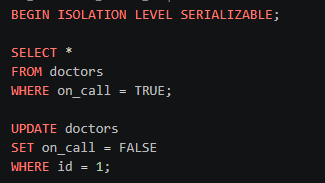 BEGIN ISOLATION LEVEL SERIALIZABLE;
SELECT *
FROM doctors
WHERE on_call = TRUE;
UPDATE doctors
SET on_call = FALSE
WHERE id = 1;